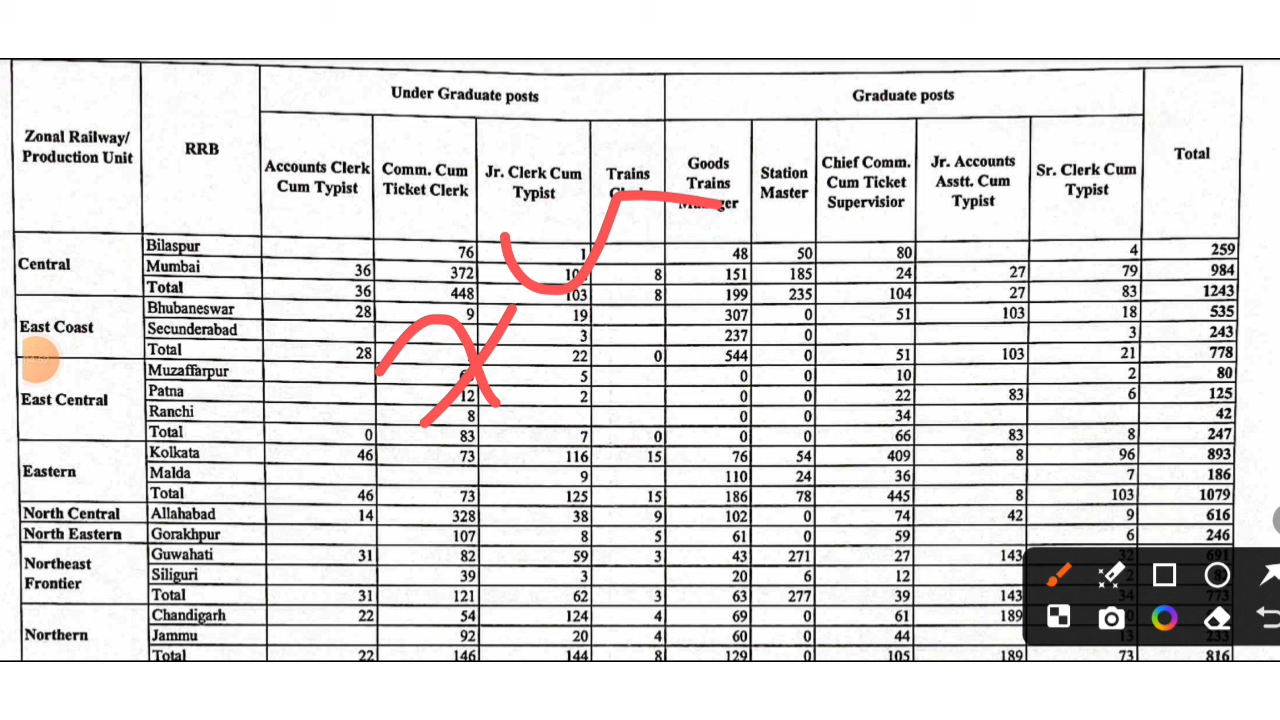 Under Graduate posts Graduate posts
Zonal Railway/ Production Unit RRB Accounts Clerk Cum Typist Comm. Cum Ticket Clerk Jr. Clerk Cum Typist Trains Goods Trains Station Master Chief Comm. Cum Ticket Supervisior Jr. Accounts Asstt. Cum Typist Sr. Clerk Cum Typist Total
Bilaspur 76 1 48 50 80 4 259
Central Mumbai 36 372 8 151 185 24 27 79 984
Total 36 448 103 8 199 235 104 27 83 1243
Bhubaneswar 28 9 19 307 0 51 103 18 535
East Coast Secunderabad 3 237 0 3 243
Total 28 22 0 544 0 51 103 21 778
Muzaffarpur 5 0 0 10 2 80
East Central Patna 12 2 0 0 22 83 6 125
Ranchi 8 0 0 34 42
Total 0 83 7 0 0 0 66 83 8 247
Kolkata 46 73 116 15 76 54 409 8 96 893
Eastern Malda 9 110 24 36 7 186
Total 46 73 125 15 186 78 445 8 103 1079
North Central Allahabad 14 328 38 9 102 0 74 42 9 616
North Eastern Gorakhpur 107 8 5 61 0 59 6 246
Northeast Frontier Guwahati 31 82 59 3 43 271 27 143 32 691
Siliguri 39 3 20 6 12
Total 31 121 62 3 63 277 39 143 34 773
Chandigarh 22 54 124 4 69 0 61 189
Northern Jammu 92 20 4 60 0 44 13 233
Total 22 146 144 8 129 0 105 189 73 816